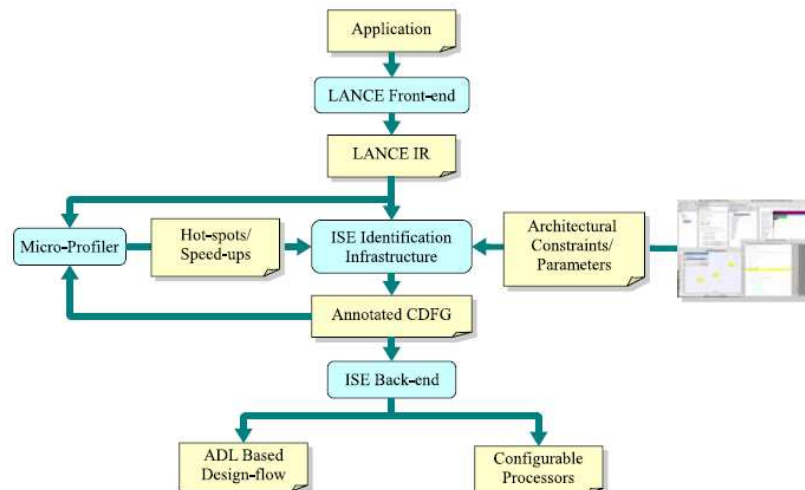 Application
LANCE Front-end
LANCE IR
Micro-Profiler
Hot-spots/
Speed-ups
ISE Identification
Infrastructure
Architectural
Constraints/
Parameters
Annotated CDFG
ISE Back-end
ADL Based
Design-flow
Configurable
Processors